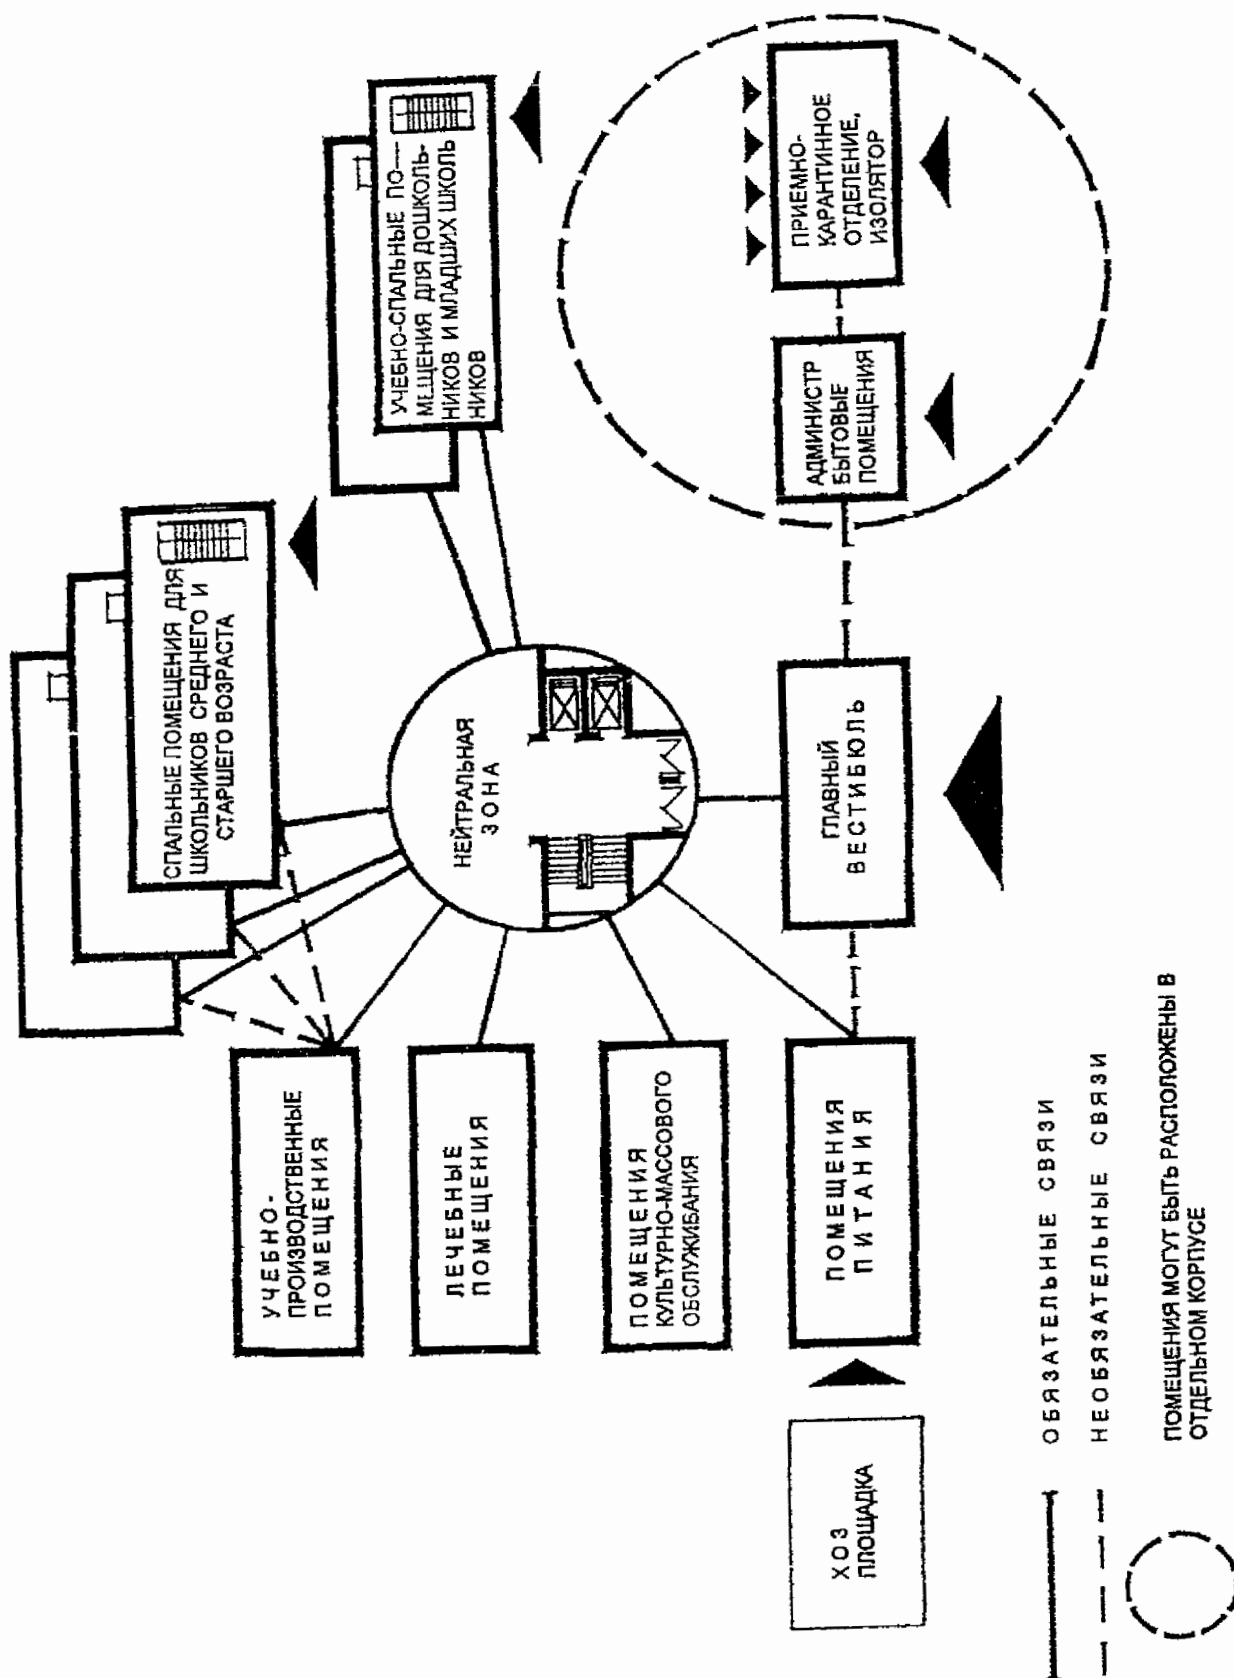 СПАЛЬНЫЕ ПОМЕЩЕНИЯ ДЛЯ
ШКОЛЬНИКОВ СРЕДНЕГО И
СТАРШЕГО ВОЗРАСТА
УЧЕБНО-СПАЛЬНЫЕ ПО-
МЕЩЕНИЯ ДЛЯ ДОШКОЛЬ-
НИКОВ И МЛАДШИХ ШКОЛЬ
НИКОВ
УЧЕБНО-
ПРОИЗВОДСТВЕННЫЕ
ПОМЕЩЕНИЯ
ЛЕЧЕБНЫЕ
ПОМЕЩЕНИЯ
ПОМЕЩЕНИЯ
КУЛЬТУРНО-МАССОВОГО
ОБСЛУЖИВАНИЯ
НЕЙТРАЛЬНАЯ
ЗОНА
ХОЗ
ПЛОЩАДКА
ПОМЕЩЕНИЯ
ПИТАНИЯ
ГЛАВНЫЙ
ВЕСТИБЮЛЬ
АДМИНИСТР
БЫТОВЫЕ
ПОМЕЩЕНИЯ
ПРИЕМНО-
КАРАНТИННОЕ
ОТДЕЛЕНИЕ,
ИЗОЛЯТОР
ОБЯЗАТЕЛЬНЫЕ СВЯЗИ
НЕОБЯЗАТЕЛЬНЫЕ СВЯЗИ
ПОМЕЩЕНИЯ МОГУТ БЫТЬ РАСПОЛОЖЕНЫ В
ОТДЕЛЬНОМ КОРПУСЕ